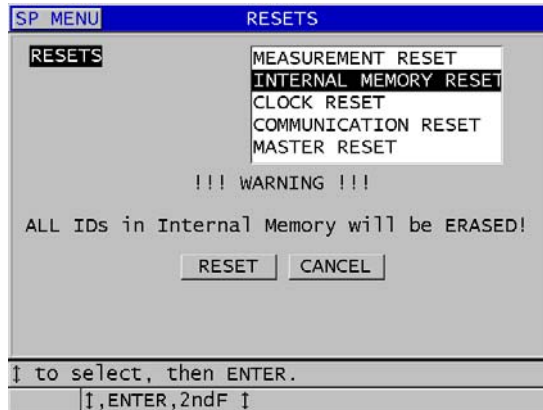 SP MENU RESETS
RESETS
MEASUREMENT RESET
INTERNAL MEMORY RESET
CLOCK RESET
COMMUNICATION RESET
MASTER RESET
!!! WARNING !!!
ALL IDs in Internal Memory will be ERASED!
RESET CANCEL
↕ to select, then ENTER.
↕,ENTER,2ndF ↕